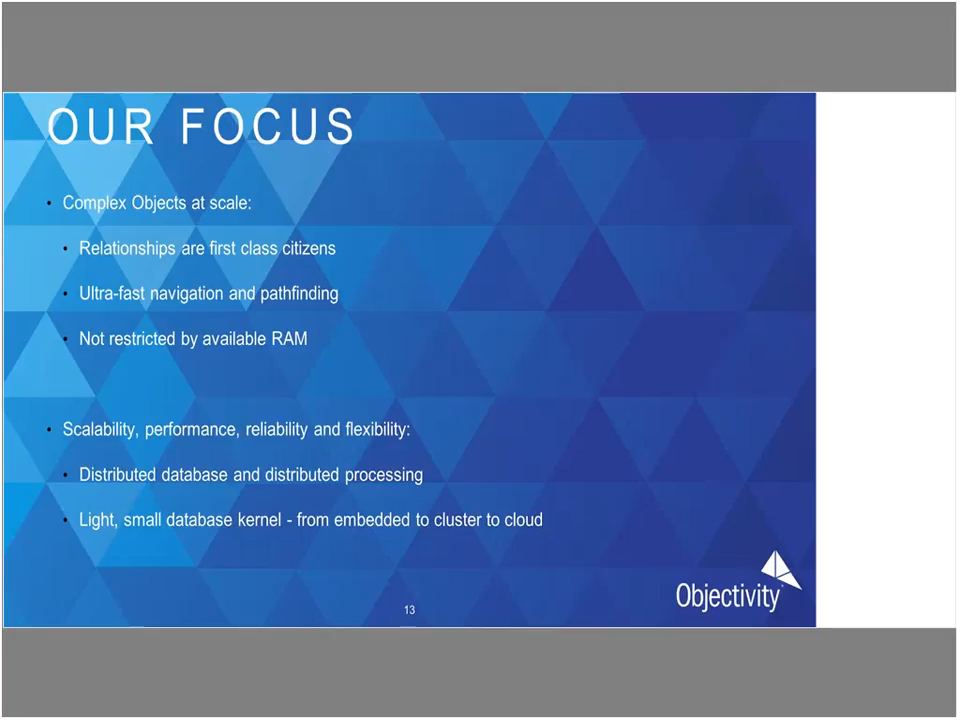 OUR FOCUS
• Complex Objects at scale:
• Relationships are first class citizens
• Ultra-fast navigation and pathfinding
• Not restricted by available RAM
• Scalability, performance, reliability and flexibility:
• Distributed database and distributed processing
• Light, small database kernel - from embedded to cluster to cloud
Objectivity
13